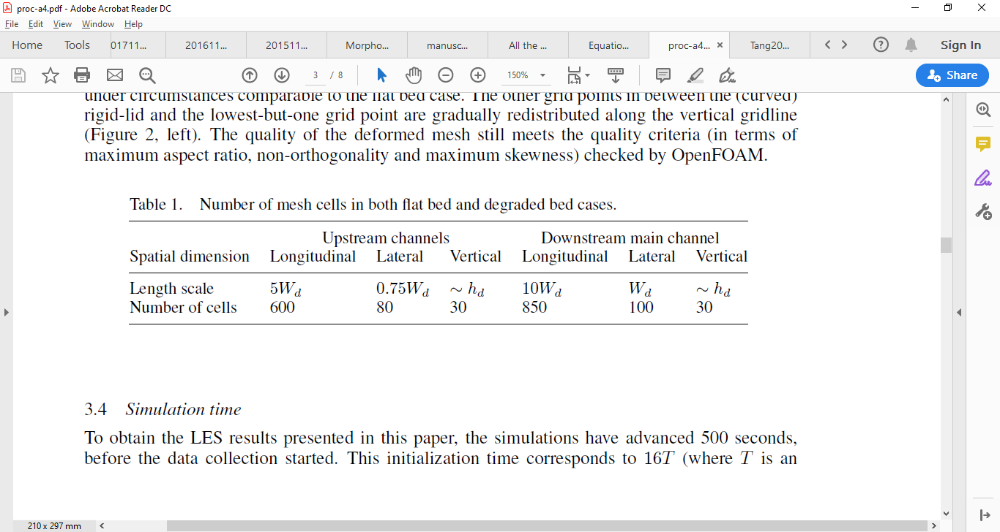 proc-a4.pdf - Adobe Acrobat Reader DC
File Edit View Window Help
Home Tools 01711... 201611... 201511... Morpho... manusc... All the ... Equatio... proc-a4... × Tang20... Sign In
3 / 8 150% Share
under circumstances comparable to the flat bed case. The other grid points in between the (curved)
rigid-lid and the lowest-but-one grid point are gradually redistributed along the vertical gridline
(Figure 2, left). The quality of the deformed mesh still meets the quality criteria (in terms of
maximum aspect ratio, non-orthogonality and maximum skewness) checked by OpenFOAM.
Table 1. Number of mesh cells in both flat bed and degraded bed cases.
Upstream channels Downstream main channel
Spatial dimension Longitudinal Lateral Vertical Longitudinal Lateral Vertical
Length scale 5W_d 0.75W_d ∼ h_d 10W_d W_d ∼ h_d
Number of cells 600 80 30 850 100 30
3.4 Simulation time
To obtain the LES results presented in this paper, the simulations have advanced 500 seconds,
before the data collection started. This initialization time corresponds to 16T (where T is an
210 x 297 mm